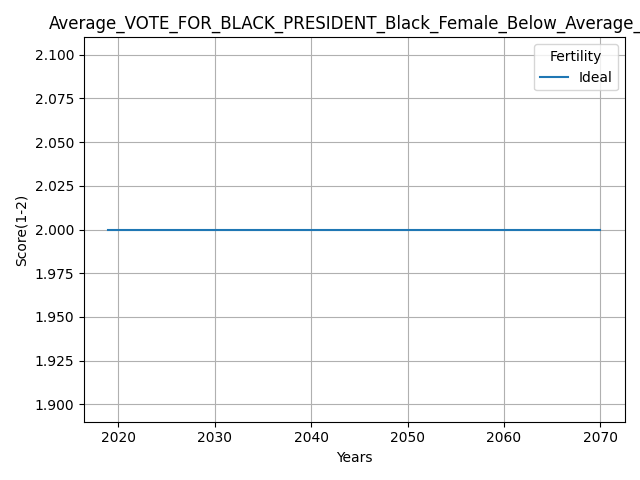 Average_VOTE_FOR_BLACK_PRESIDENT_Black_Female_Below_Average_
Fertility
Ideal
2.100
2.075
2.050
2.025
2.000
1.975
1.950
1.925
1.900
Score(1-2)
2020 2030 2040 2050 2060 2070
Years